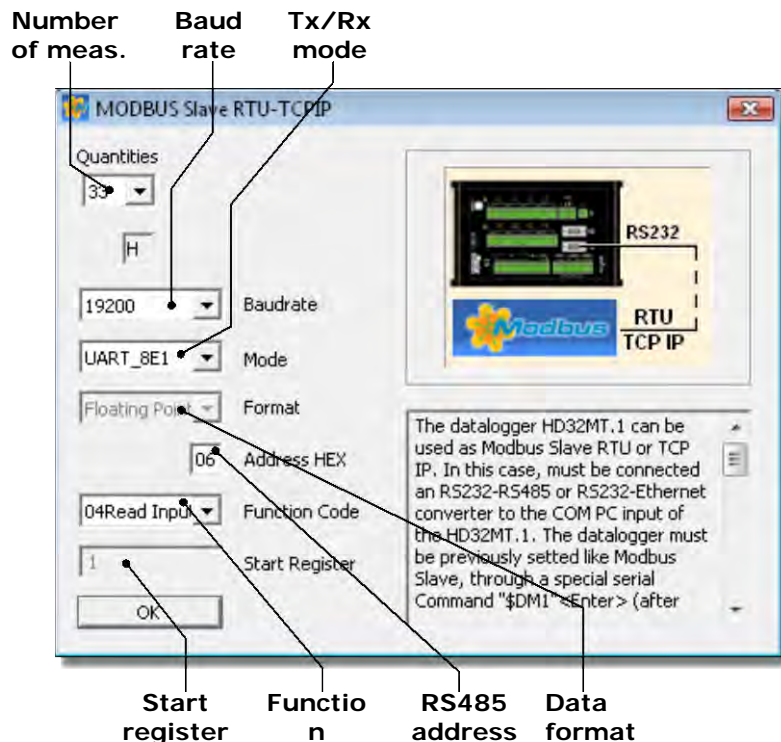 Number of meas.
Baud rate
Tx/Rx mode
MODBUS Slave RTU-TCPIP
Quantities
33
H
19200
Baudrate
UART_8E1
Mode
Floating Point
Format
06
Address HEX
04Read Input
Function Code
1
Start Register
OK
RS232
Modbus
RTU
TCP IP
The datalogger HD32MT.1 can be
used as Modbus Slave RTU or TCP
IP. In this case, must be connected
an RS232-RS485 or RS232-Ethernet
converter to the COM PC input of
the HD32MT.1. The datalogger must
be previously setted like Modbus
Slave, through a special serial
Command "$DM1" <Enter> (after
Start register
Functio
n
RS485 address
Data format